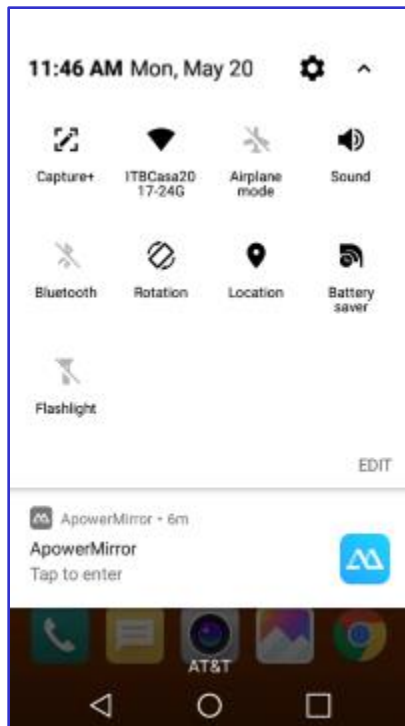 11:46 AM Mon, May 20
Capture+
ITBCasa20
17-24G
Airplane
mode
Sound
Bluetooth
Rotation
Location
Battery
saver
Flashlight
EDIT
ApowerMirror • 6m
ApowerMirror
Tap to enter
AT&T